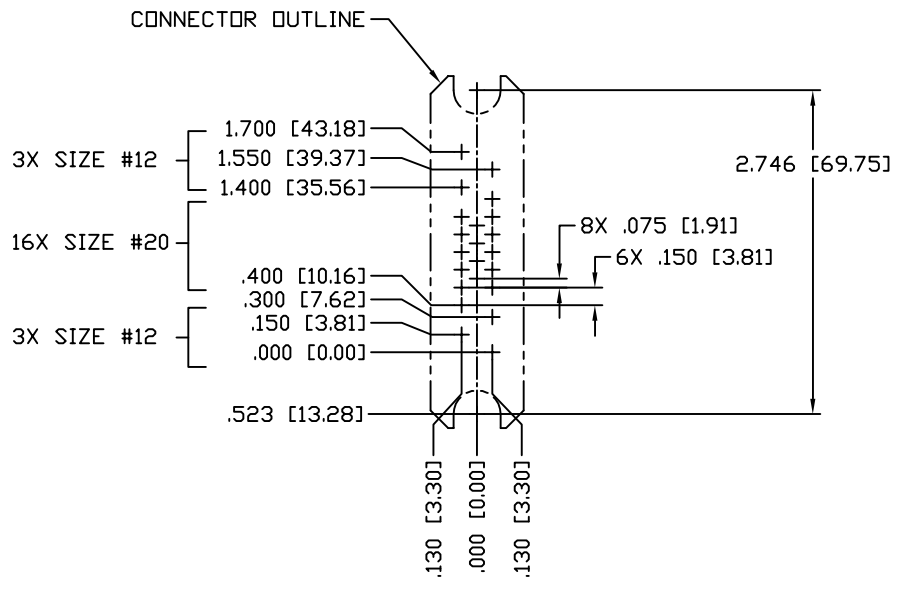 CONNECTOR OUTLINE
1.700 [43.18]
3X SIZE #12
1.550 [39.37]
2.746 [69.75]
1.400 [35.56]
8X .075 [1.91]
16X SIZE #20
6X .150 [3.81]
.400 [10.16]
.300 [7.62]
.150 [3.81]
3X SIZE #12
.000 [0.00]
.523 [13.28]
.130 [3.30]
.000 [0.00]
.130 [3.30]